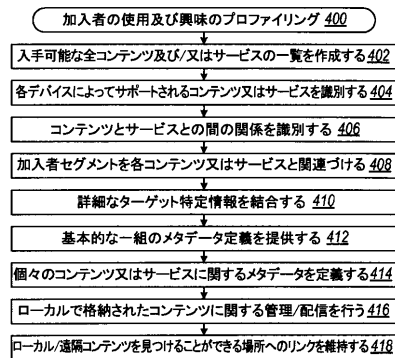 加入者の使用及び興味のプロファイリング 400
入手可能な全コンテンツ及び/又はサービスの一覧を作成する 402
各デバイスによってサポートされるコンテンツ又はサービスを識別する 404
コンテンツとサービスとの間の関係を識別する 406
加入者セグメントを各コンテンツ又はサービスと関連づける 408
詳細なターゲット特定情報を結合する 410
基本的な一組のメタデータ定義を提供する 412
個々のコンテンツ又はサービスに関するメタデータを定義する 414
ローカルで格納されたコンテンツに関する管理/配信を行う 416
ローカル/遠隔コンテンツを見つけることができる場所へのリンクを維持する 418